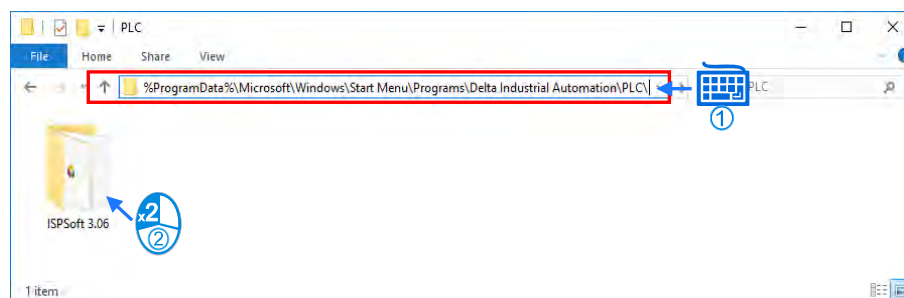 PLC
File Home Share View
%ProgramData%\Microsoft\Windows\Start Menu\Programs\Delta Industrial Automation\PLC\ PLC
1
ISPSoft 3.06
x2
2
1 item